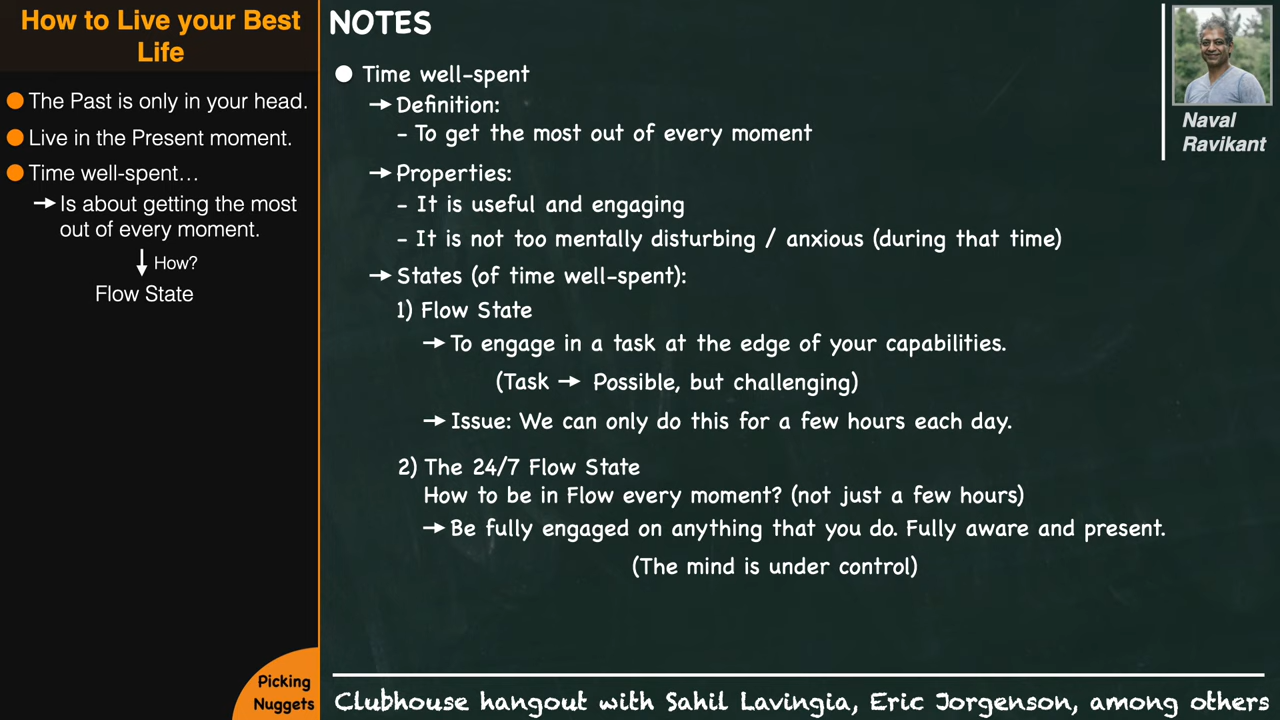 How to Live your Best
Life
The Past is only in your head.
Live in the Present moment.
Time well-spent...
→ Is about getting the most
out of every moment.
↓ How?
Flow State
Picking
Nuggets
NOTES
Time well-spent
→ Definition:
- To get the most out of every moment
→ Properties:
- It is useful and engaging
- It is not too mentally disturbing / anxious (during that time)
→ States (of time well-spent):
1) Flow State
→ To engage in a task at the edge of your capabilities.
(Task → Possible, but challenging)
→ Issue: We can only do this for a few hours each day.
2) The 24/7 Flow State
How to be in Flow every moment? (not just a few hours)
→ Be fully engaged on anything that you do. Fully aware and present.
(The mind is under control)
Naval
Ravikant
Clubhouse hangout with Sahil Lavingia, Eric Jorgenson, among others